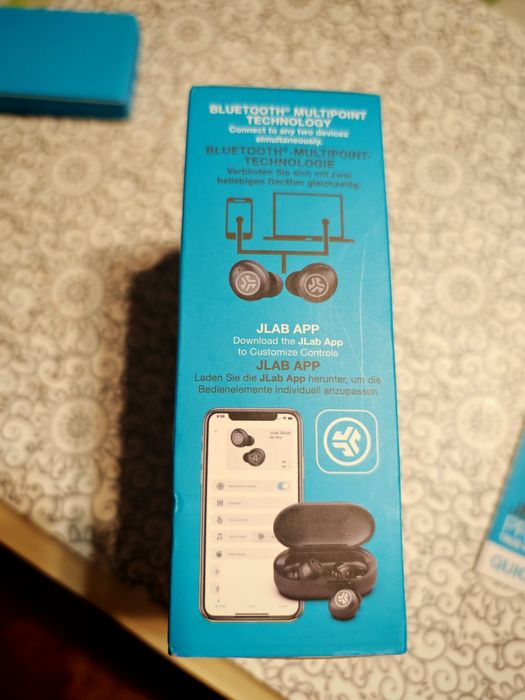 BLUETOOTH® MULTIPOINT
TECHNOLOGY
Connect to any two devices
simultaneously.
BLUETOOTH®-MULTIPOINT-
TECHNOLOGIE
Verbinden Sie sich mit zwei
beliebigen Geräten gleichzeitig.
JLAB APP
Download the JLab App
to Customize Controls
JLAB APP
Laden Sie die JLab App herunter, um die
Bedienelemente individuell anzupassen
QUIC